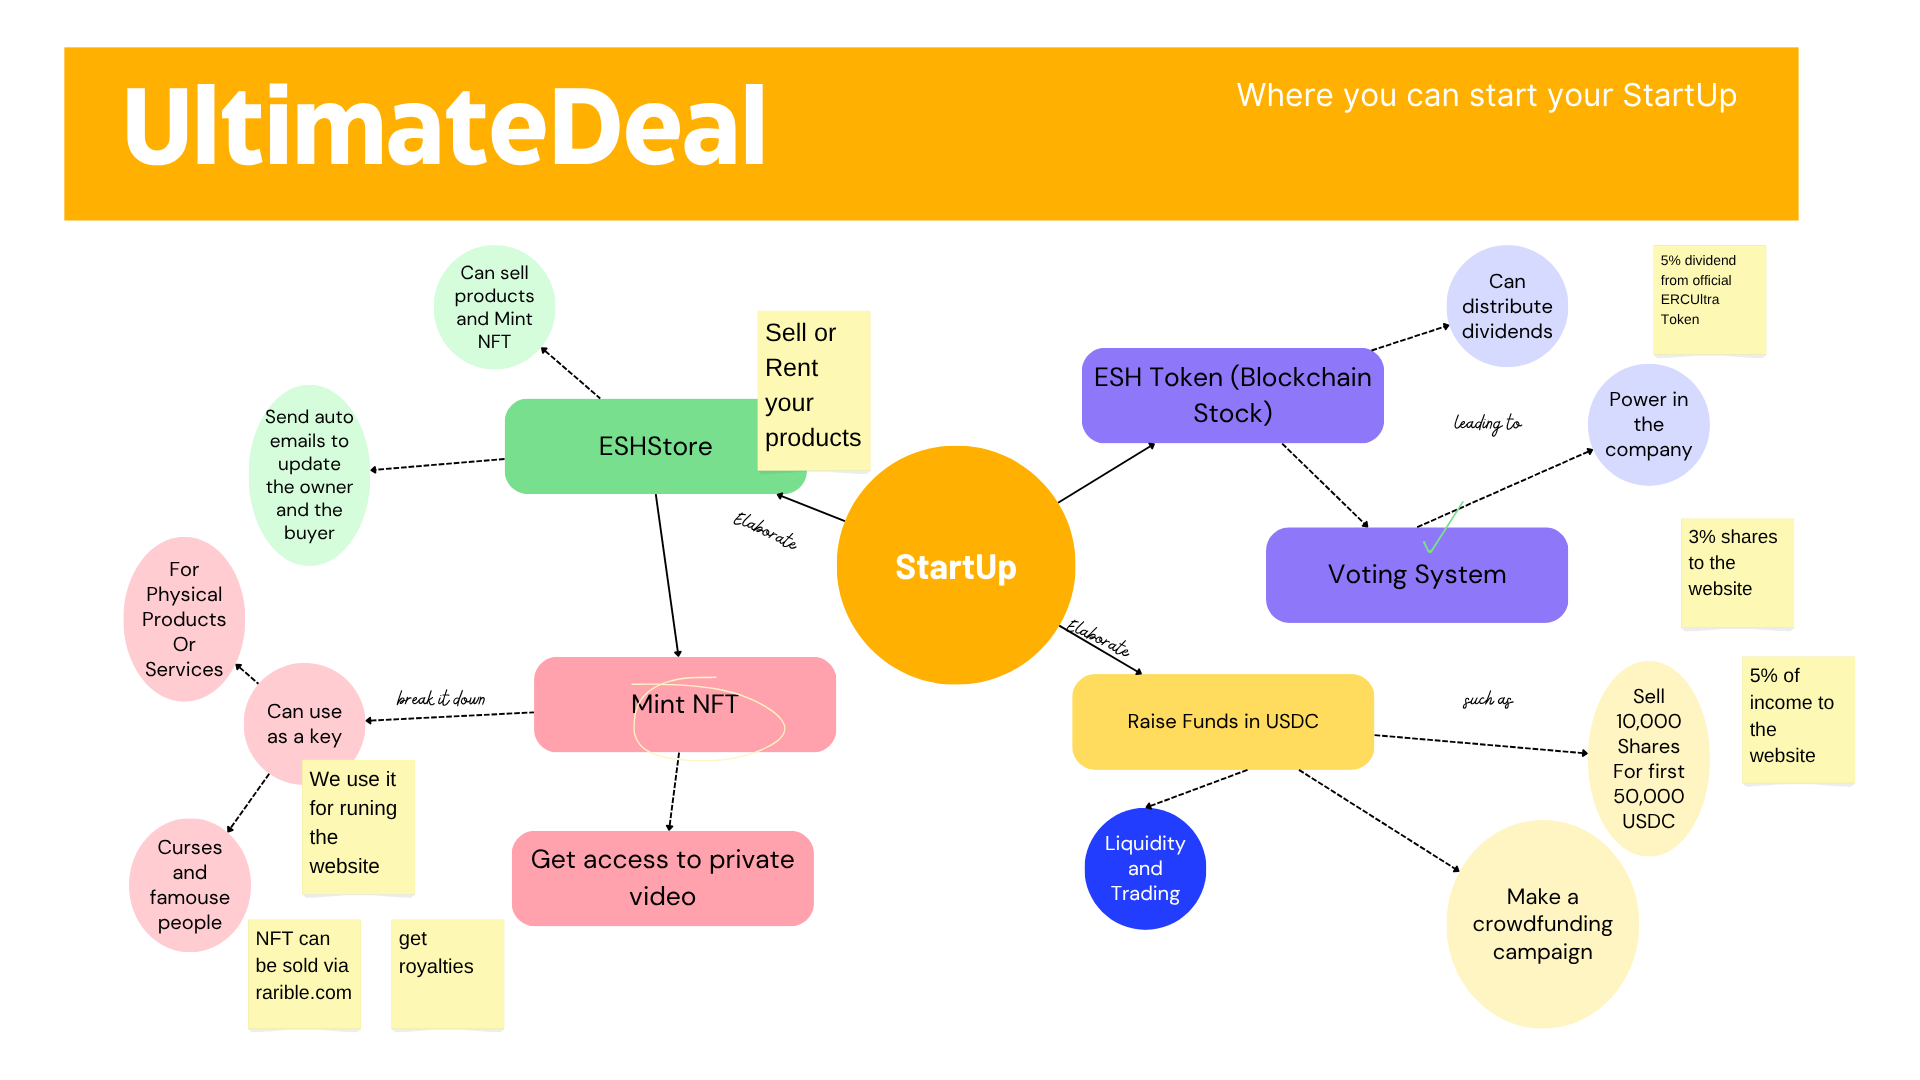 UltimateDeal
Where you can start your StartUp
Can sell
products
and Mint
NFT
Send auto
emails to
update
the owner
and the
buyer
ESHStore
Sell or
Rent
your
products
Elaborate
StartUp
ESH Token (Blockchain
Stock)
Can
distribute
dividends
5% dividend
from official
ERCUltra
Token
leading to
Power in
the
company
Voting System
3% shares
to the
website
For
Physical
Products
Or
Services
Can use
as a key
break it down
Mint NFT
We use it
for runing
the
website
Curses
and
famouse
people
Get access to private
video
NFT can
be sold via
rarible.com
get
royalties
Elaborate
Raise Funds in USDC
such as
Sell
10,000
Shares
For first
50,000
USDC
5% of
income to
the
website
Liquidity
and
Trading
Make a
crowdfunding
campaign